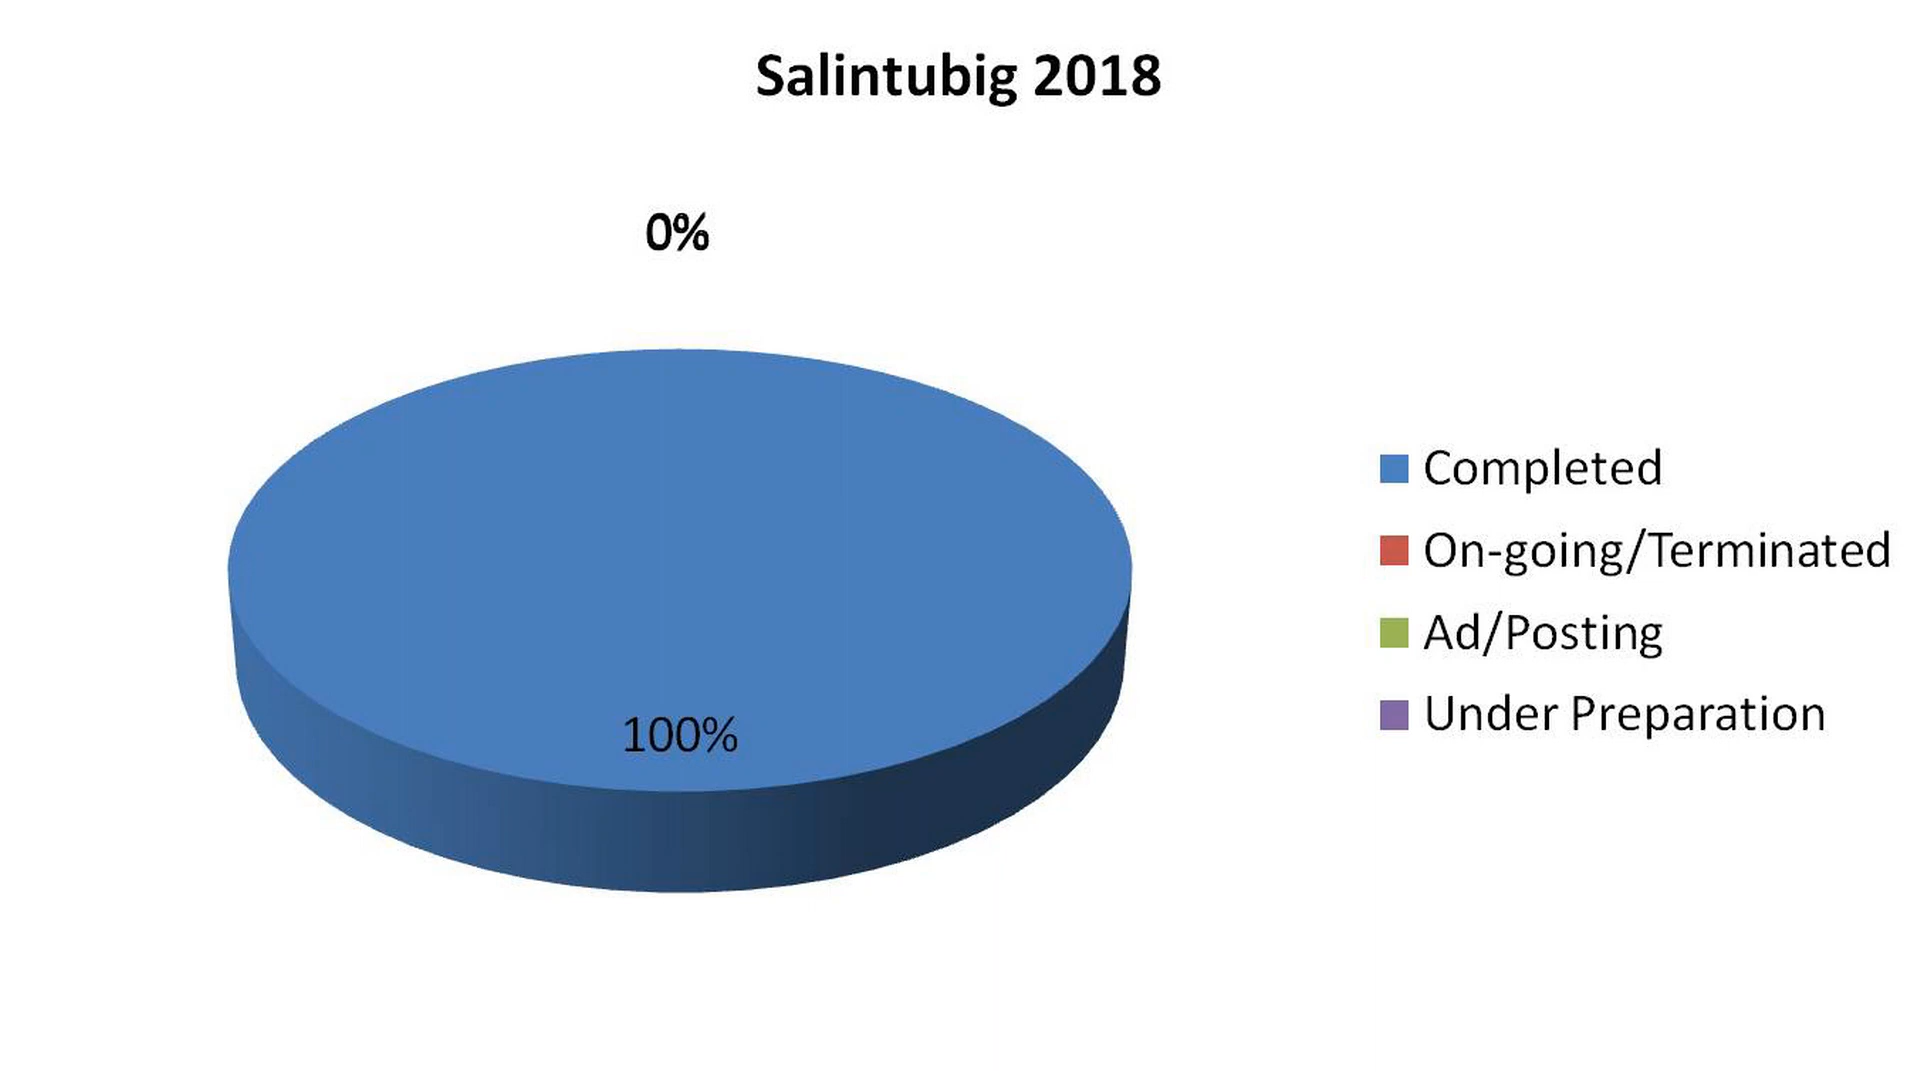 Salintubig 2018
0%
100%
Completed
On-going/Terminated
Ad/Posting
Under Preparation